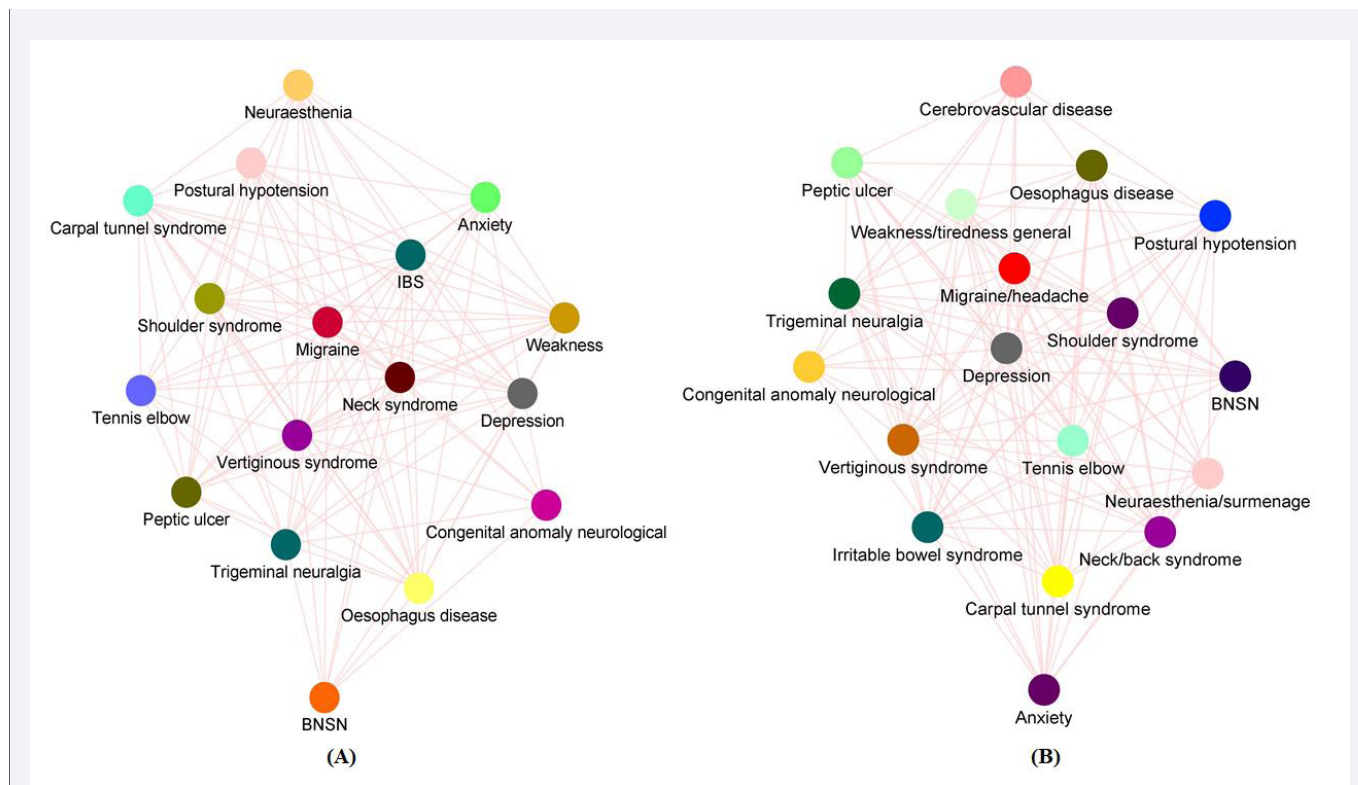 Neuraesthenia
Postural hypotension
Carpal tunnel syndrome
Anxiety
IBS
Shoulder syndrome
Migraine
Weakness
Neck syndrome
Tennis elbow
Depression
Vertiginous syndrome
Peptic ulcer
Congenital anomaly neurological
Trigeminal neuralgia
Oesophagus disease
BNSN
(A)
Cerebrovascular disease
Peptic ulcer
Oesophagus disease
Weakness/tiredness general
Postural hypotension
Migraine/headache
Trigeminal neuralgia
Shoulder syndrome
Depression
Congenital anomaly neurological
BNSN
Vertiginous syndrome
Tennis elbow
Neuraesthenia/surmenage
Irritable bowel syndrome
Neck/back syndrome
Carpal tunnel syndrome
Anxiety
(B)